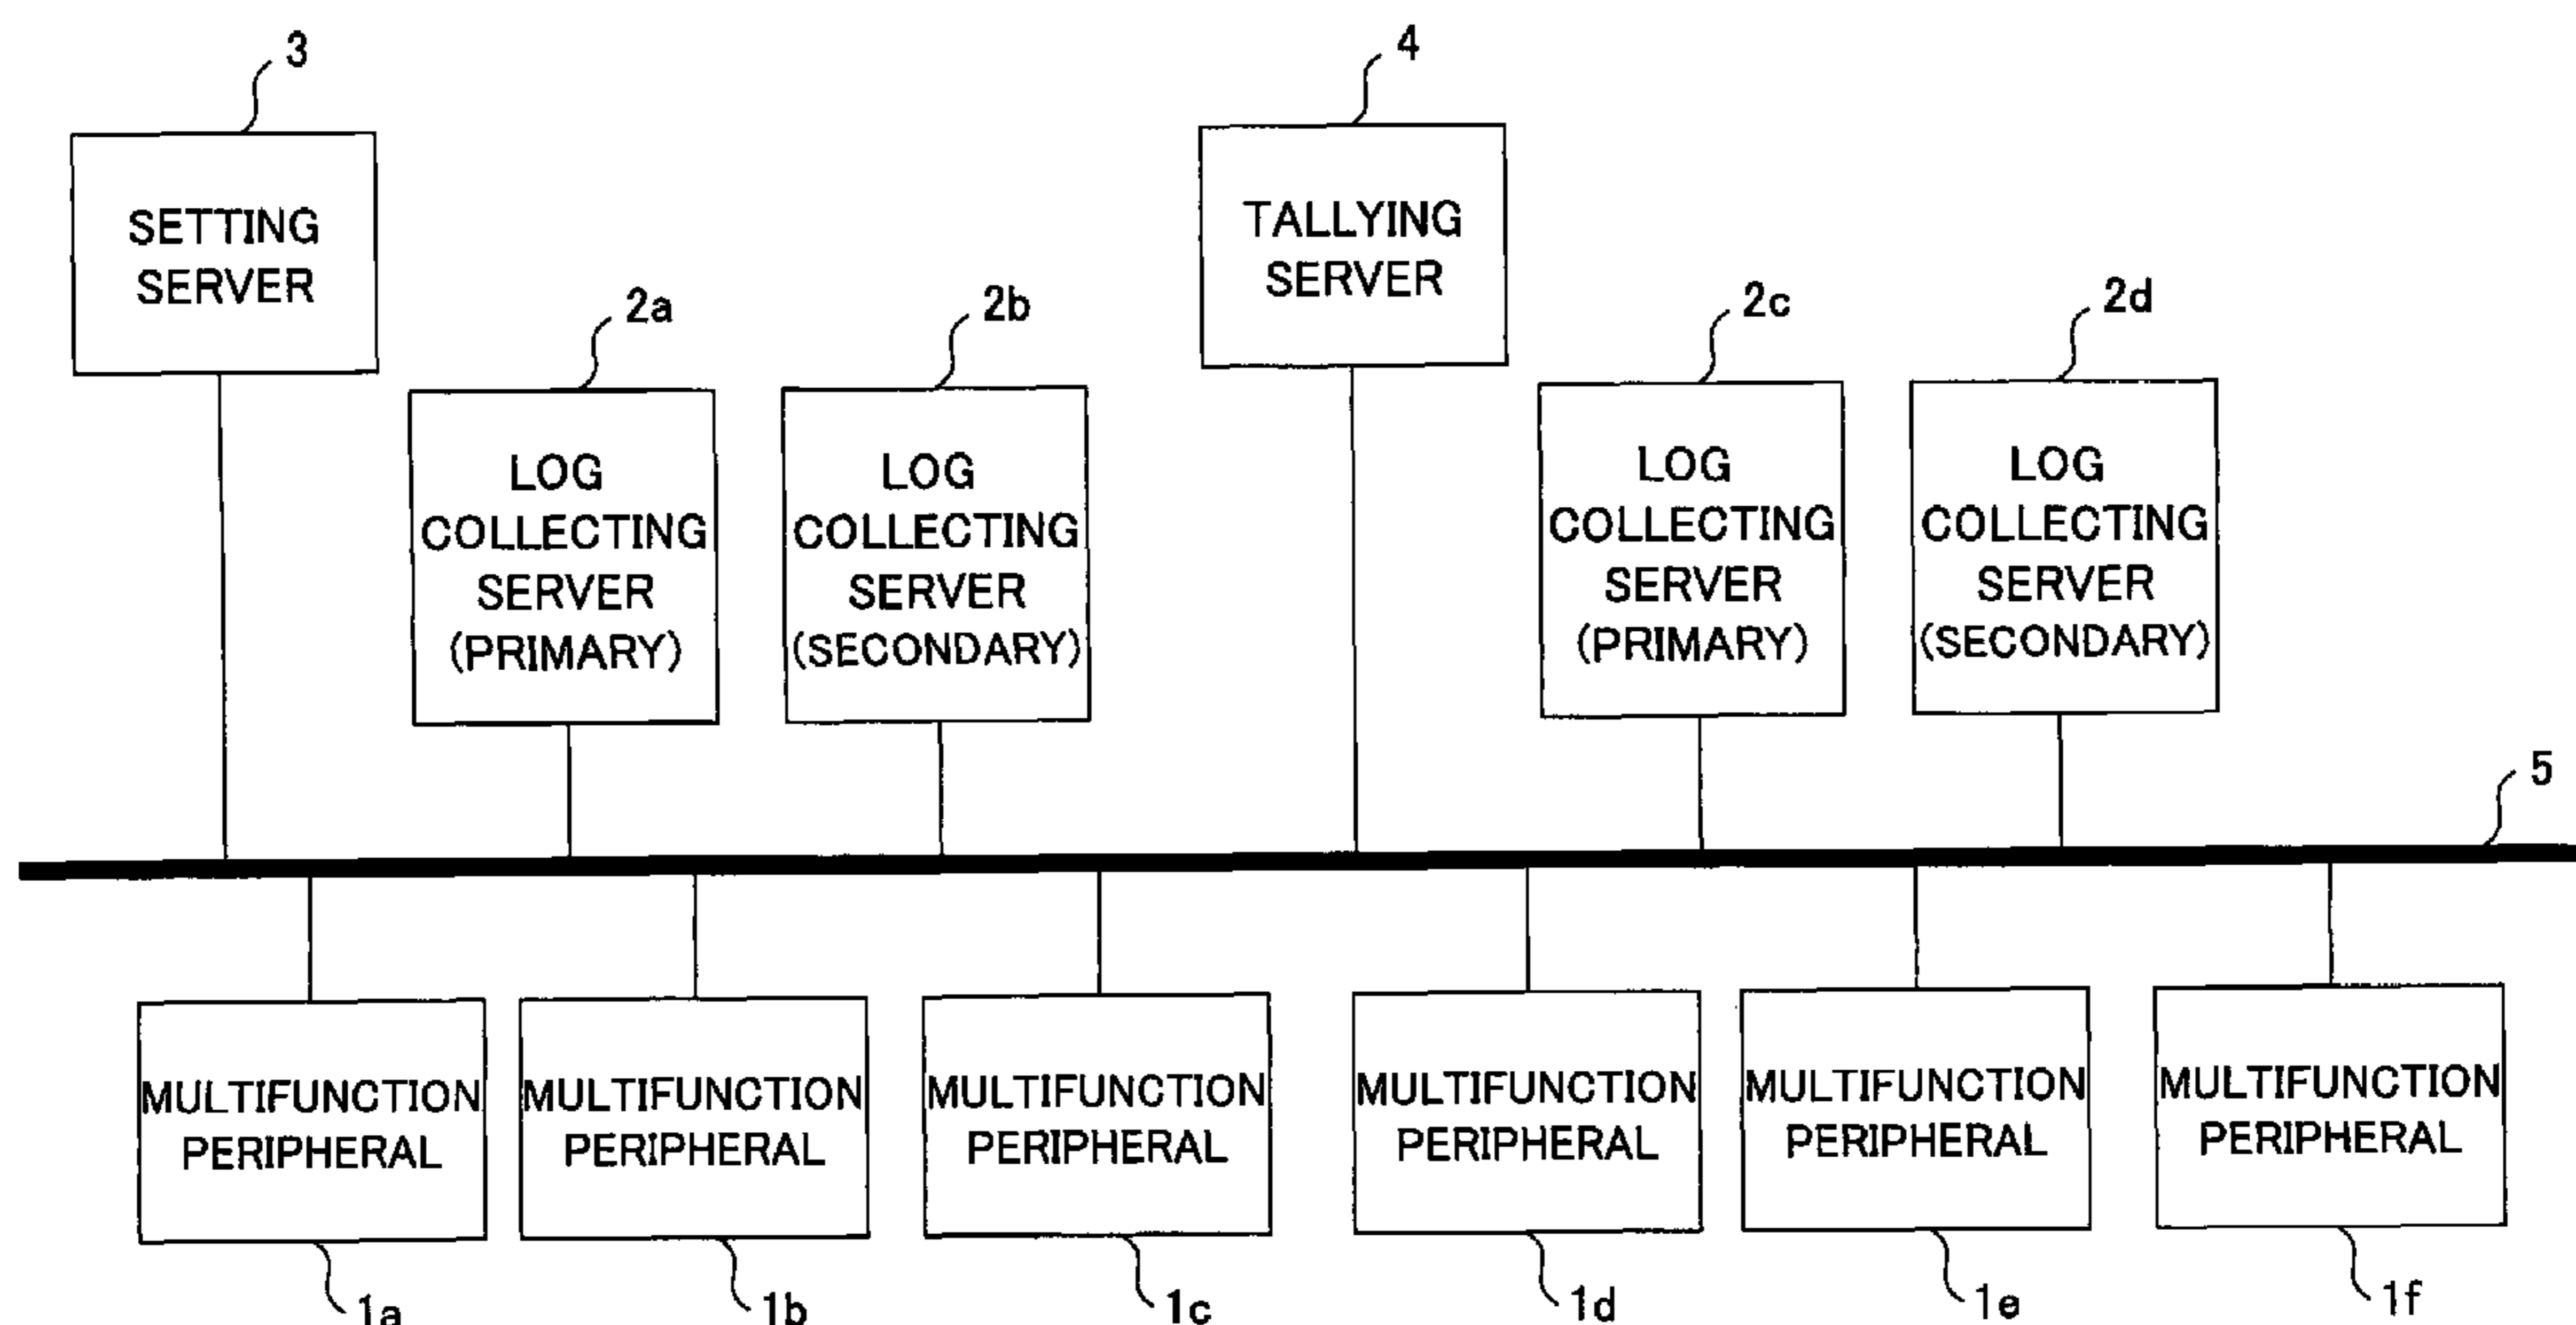 3
SETTING
SERVER
4
TALLYING
SERVER
2a
LOG
COLLECTING
SERVER
(PRIMARY)
2b
LOG
COLLECTING
SERVER
(SECONDARY)
2c
LOG
COLLECTING
SERVER
(PRIMARY)
2d
LOG
COLLECTING
SERVER
(SECONDARY)
5
MULTIFUNCTION
PERIPHERAL
1a
MULTIFUNCTION
PERIPHERAL
1b
MULTIFUNCTION
PERIPHERAL
1c
MULTIFUNCTION
PERIPHERAL
1d
MULTIFUNCTION
PERIPHERAL
1e
MULTIFUNCTION
PERIPHERAL
1f